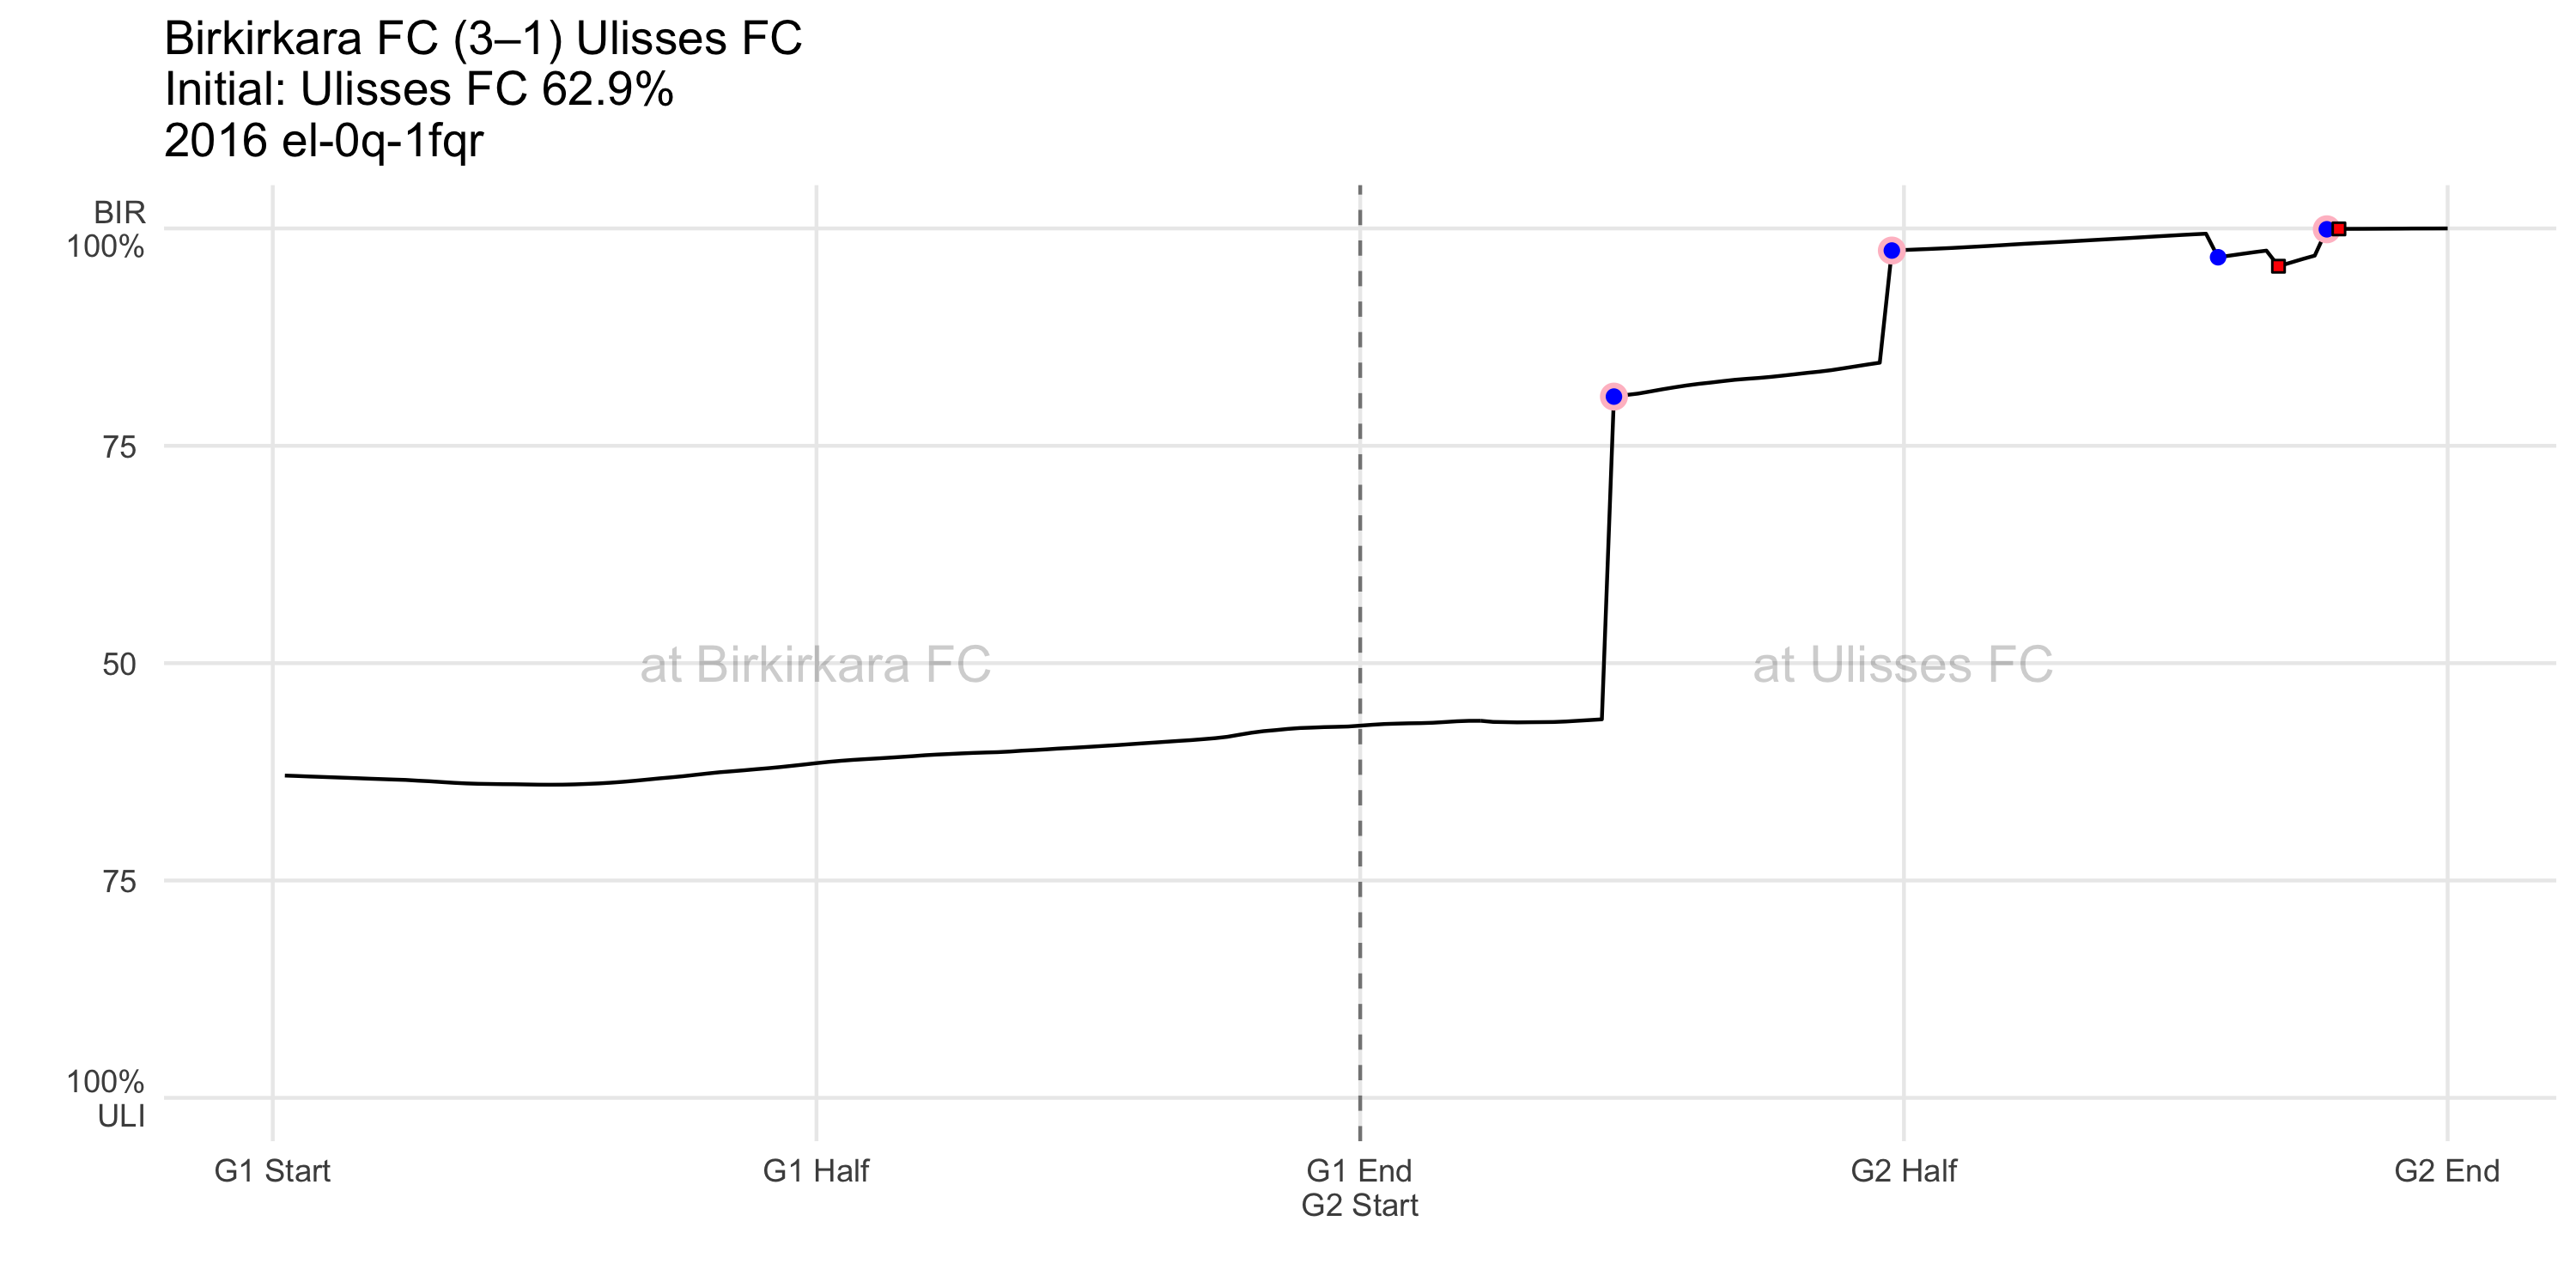 Birkirkara FC (3–1) Ulisses FC
Initial: Ulisses FC 62.9%
2016 el-0q-1fqr
BIR
100%
75
50
75
100%
ULI
at Birkirkara FC
at Ulisses FC
G1 Start
G1 Half
G1 End
G2 Start
G2 Half
G2 End